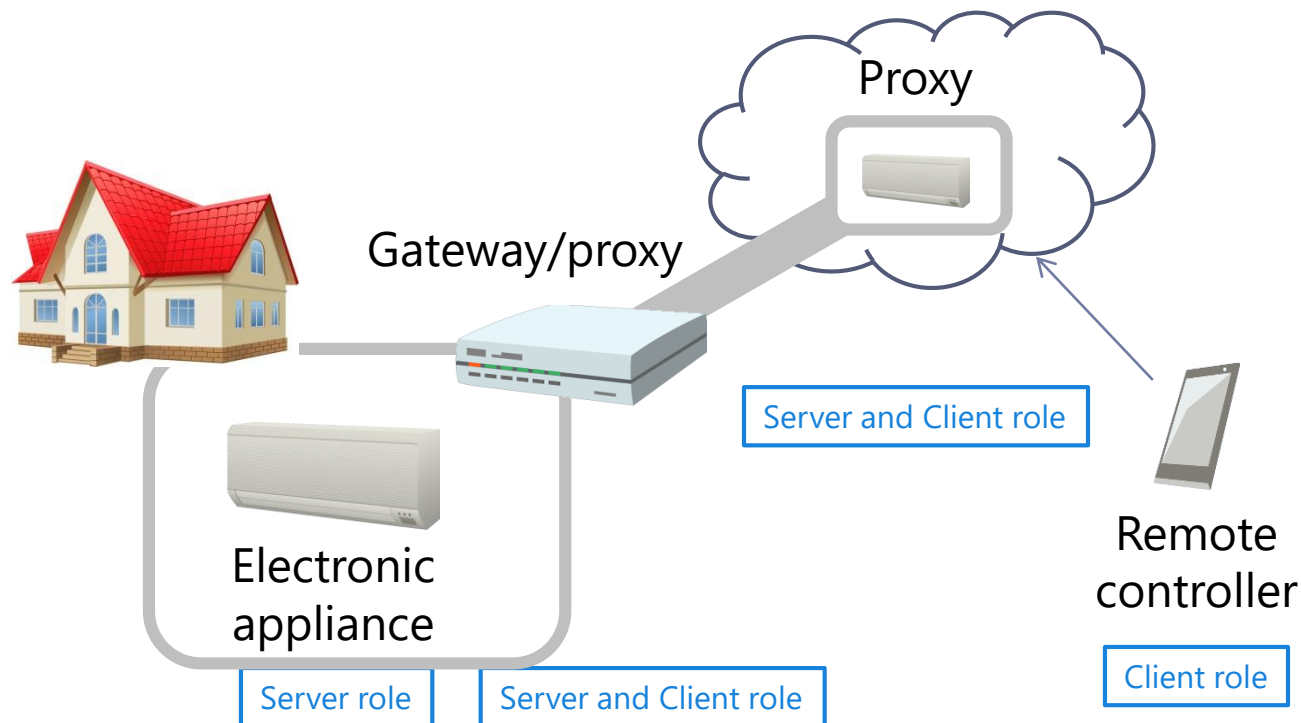 Proxy
Gateway/proxy
Server and Client role
Electronic
appliance
Remote
controller
Server role
Server and Client role
Client role